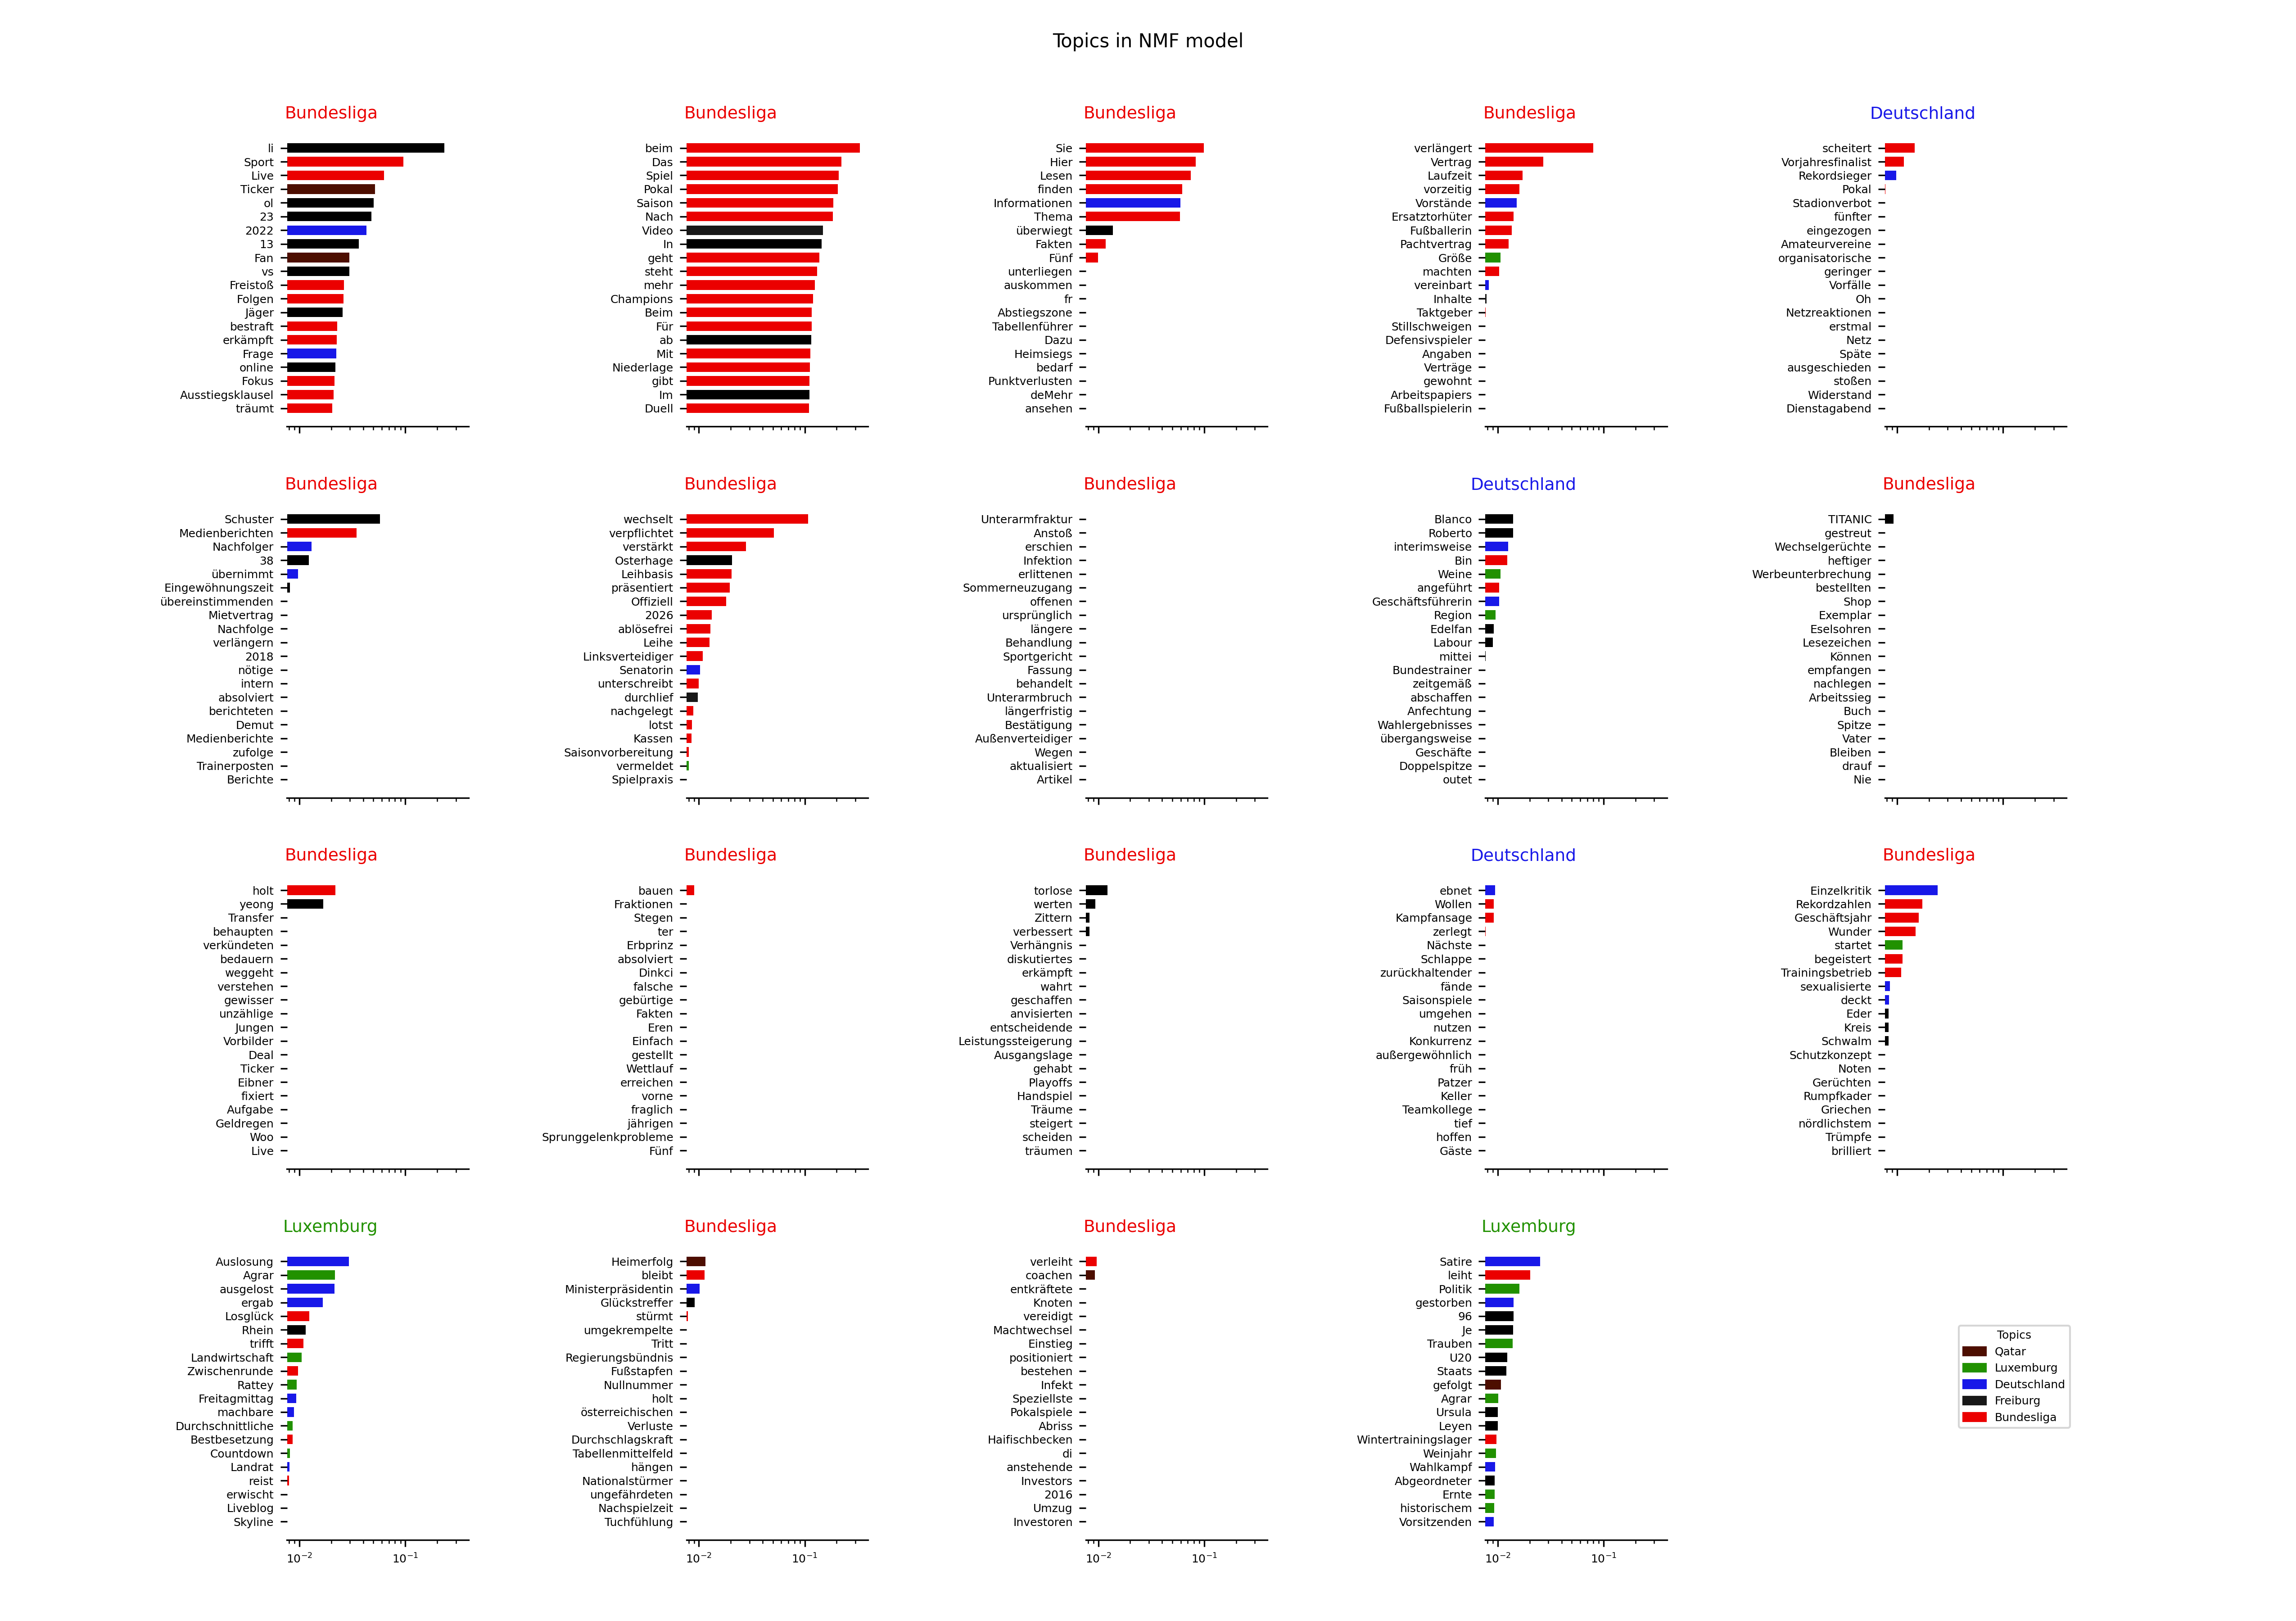 Topics in NMF model
Bundesliga
li
Sport
Live
Ticker
ol
23
2022
13
Fan
vs
Freistoß
Folgen
Jäger
bestraft
erkämpft
Frage
online
Fokus
Ausstiegsklausel
träumt
Bundesliga
beim
Das
Spiel
Pokal
Saison
Nach
Video
In
geht
steht
mehr
Champions
Beim
Für
ab
Mit
Niederlage
gibt
Im
Duell
Bundesliga
Sie
Hier
Lesen
finden
Informationen
Thema
überwiegt
Fakten
Fünf
unterliegen
auskommen
fr
Abstiegszone
Tabellenführer
Dazu
Heimsiegs
bedarf
Punktverlusten
deMehr
ansehen
Bundesliga
verlängert
Vertrag
Laufzeit
vorzeitig
Vorstände
Ersatztorhüter
Fußballerin
Pachtvertrag
Größe
machten
vereinbart
Inhalte
Taktgeber
Stillschweigen
Defensivspieler
Angaben
Verträge
gewohnt
Arbeitspapiers
Fußballspielerin
Deutschland
scheitert
Vorjahresfinalist
Rekordsieger
Pokal
Stadionverbot
fünfter
eingezogen
Amateurvereine
organisatorische
geringer
Vorfälle
Oh
Netzreaktionen
erstmal
Netz
Späte
ausgeschieden
stoßen
Widerstand
Dienstagabend
Bundesliga
Schuster
Medienberichten
Nachfolger
38
übernimmt
Eingewöhnungszeit
übereinstimmenden
Mietvertrag
Nachfolge
verlängern
2018
nötige
intern
absolviert
berichteten
Demut
Medienberichte
zufolge
Trainerposten
Berichte
Bundesliga
wechselt
verpflichtet
verstärkt
Osterhage
Leihbasis
präsentiert
Offiziell
2026
ablösefrei
Leihe
Linksverteidiger
Senatorin
unterschreibt
durchlief
nachgelegt
lotst
Kassen
Saisonvorbereitung
vermeldet
Spielpraxis
Bundesliga
Unterarmfraktur
Anstoß
erschien
Infektion
erlittenen
Sommerneuzugang
offenen
ursprünglich
längere
Behandlung
Sportgericht
Fassung
behandelt
Unterarmbruch
längerfristig
Bestätigung
Außenverteidiger
Wegen
aktualisiert
Artikel
Deutschland
Blanco
Roberto
interimsweise
Bin
Weine
angeführt
Geschäftsführerin
Region
Edelfan
Labour
mittei
Bundestrainer
zeitgemäß
abschaffen
Anfechtung
Wahlergebnisses
übergangsweise
Geschäfte
Doppelspitze
outet
Bundesliga
TITANIC
gestreut
Wechselgerüchte
heftiger
Werbeunterbrechung
bestellten
Shop
Exemplar
Eselsohren
Lesezeichen
Können
empfangen
nachlegen
Arbeitssieg
Buch
Spitze
Vater
Bleiben
drauf
Nie
Bundesliga
holt
yeong
Transfer
behaupten
verkündeten
bedauern
weggeht
verstehen
gewisser
unzählige
Jungen
Vorbilder
Deal
Ticker
Eibner
fixiert
Aufgabe
Geldregen
Woo
Live
Bundesliga
bauen
Fraktionen
Stegen
ter
Erbprinz
absolviert
Dinkci
falsche
gebürtige
Fakten
Eren
Einfach
gestellt
Wettlauf
erreichen
vorne
fraglich
jährigen
Sprunggelenkprobleme
Fünf
Bundesliga
torlose
werten
Zittern
verbessert
Verhängnis
diskutiertes
erkämpft
wahrt
geschaffen
anvisierten
entscheidende
Leistungssteigerung
Ausgangslage
gehabt
Playoffs
Handspiel
Träume
steigert
scheiden
träumen
Deutschland
ebnet
Wollen
Kampfansage
zerlegt
Nächste
Schlappe
zurückhaltender
fände
Saisonspiele
umgehen
nutzen
Konkurrenz
außergewöhnlich
früh
Patzer
Keller
Teamkollege
tief
hoffen
Gäste
Bundesliga
Einzelkritik
Rekordzahlen
Geschäftsjahr
Wunder
startet
begeistert
Trainingsbetrieb
sexualisierte
deckt
Eder
Kreis
Schwalm
Schutzkonzept
Noten
Gerüchten
Rumpfkader
Griechen
nördlichstem
Trümpfe
brilliert
Luxemburg
Auslosung
Agrar
ausgelost
ergab
Losglück
Rhein
trifft
Landwirtschaft
Zwischenrunde
Rattey
Freitagmittag
machbare
Durchschnittliche
Bestbesetzung
Countdown
Landrat
reist
erwischt
Liveblog
Skyline
10⁻² 10⁻¹
Bundesliga
Heimerfolg
bleibt
Ministerpräsidentin
Glückstreffer
stürmt
umgekrempelte
Tritt
Regierungsbündnis
Fußstapfen
Nullnummer
holt
österreichischen
Verluste
Durchschlagskraft
Tabellenmittelfeld
hängen
Nationalstürmer
ungefährdeten
Nachspielzeit
Tuchfühlung
10⁻² 10⁻¹
Bundesliga
verleiht
coachen
entkräftete
Knoten
vereidigt
Machtwechsel
Einstieg
positioniert
bestehen
Infekt
Speziellste
Pokalspiele
Abriss
Haifischbecken
di
anstehende
Investors
2016
Umzug
Investoren
10⁻² 10⁻¹
Luxemburg
Satire
leiht
Politik
gestorben
96
Je
Trauben
U20
Staats
gefolgt
Agrar
Ursula
Leyen
Wintertrainingslager
Weinjahr
Wahlkampf
Abgeordneter
Ernte
historischem
Vorsitzenden
10⁻² 10⁻¹
Topics
Qatar
Luxemburg
Deutschland
Freiburg
Bundesliga